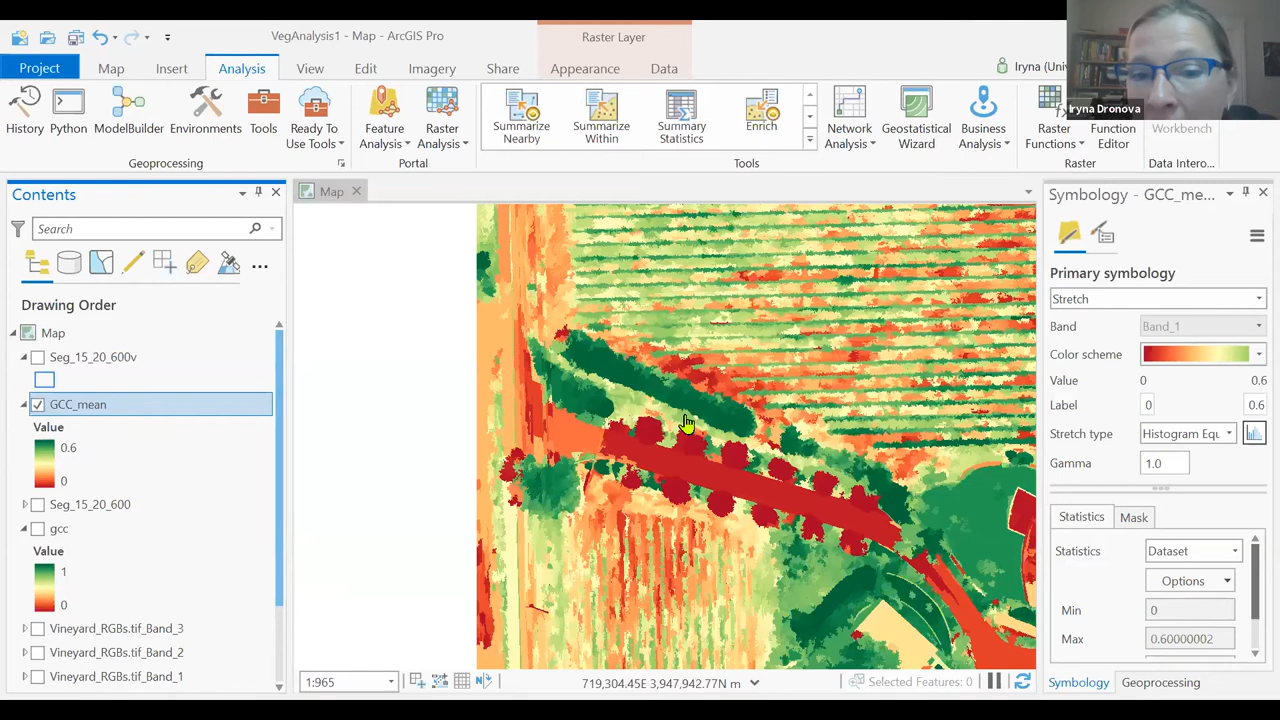 VegAnalysis1 - Map - ArcGIS Pro
Raster Layer
Project
Map
Insert
Analysis
View
Edit
Imagery
Share
Appearance
Data
Iryna (Univ
Iryna Dronova
History
Python
ModelBuilder
Environments
Tools
Ready To
Use Tools
Feature
Analysis
Raster
Analysis
Summarize
Nearby
Summarize
Within
Summary
Statistics
Enrich
Network
Analysis
Geostatistical
Wizard
Business
Analysis
Raster
Functions
Function
Editor
Workbench
Geoprocessing
Portal
Tools
Raster
Data Intero...
Contents
Search
Drawing Order
Map
Seg_15_20_600v
GCC_mean
Value
0.6
0
Seg_15_20_600
gcc
Value
1
0
Vineyard_RGBs.tif_Band_3
Vineyard_RGBs.tif_Band_2
Vineyard_RGBs.tif_Band_1
Map
1:965
719,304.45E 3,947,942.77N m
Selected Features: 0
Symbology - GCC_me...
Primary symbology
Stretch
Band
Band_1
Color scheme
Value
0
0.6
Label
0
0.6
Stretch type
Histogram Equ
Gamma
1.0
Statistics
Mask
Statistics
Dataset
Options
Min
0
Max
0.60000002
Symbology
Geoprocessing